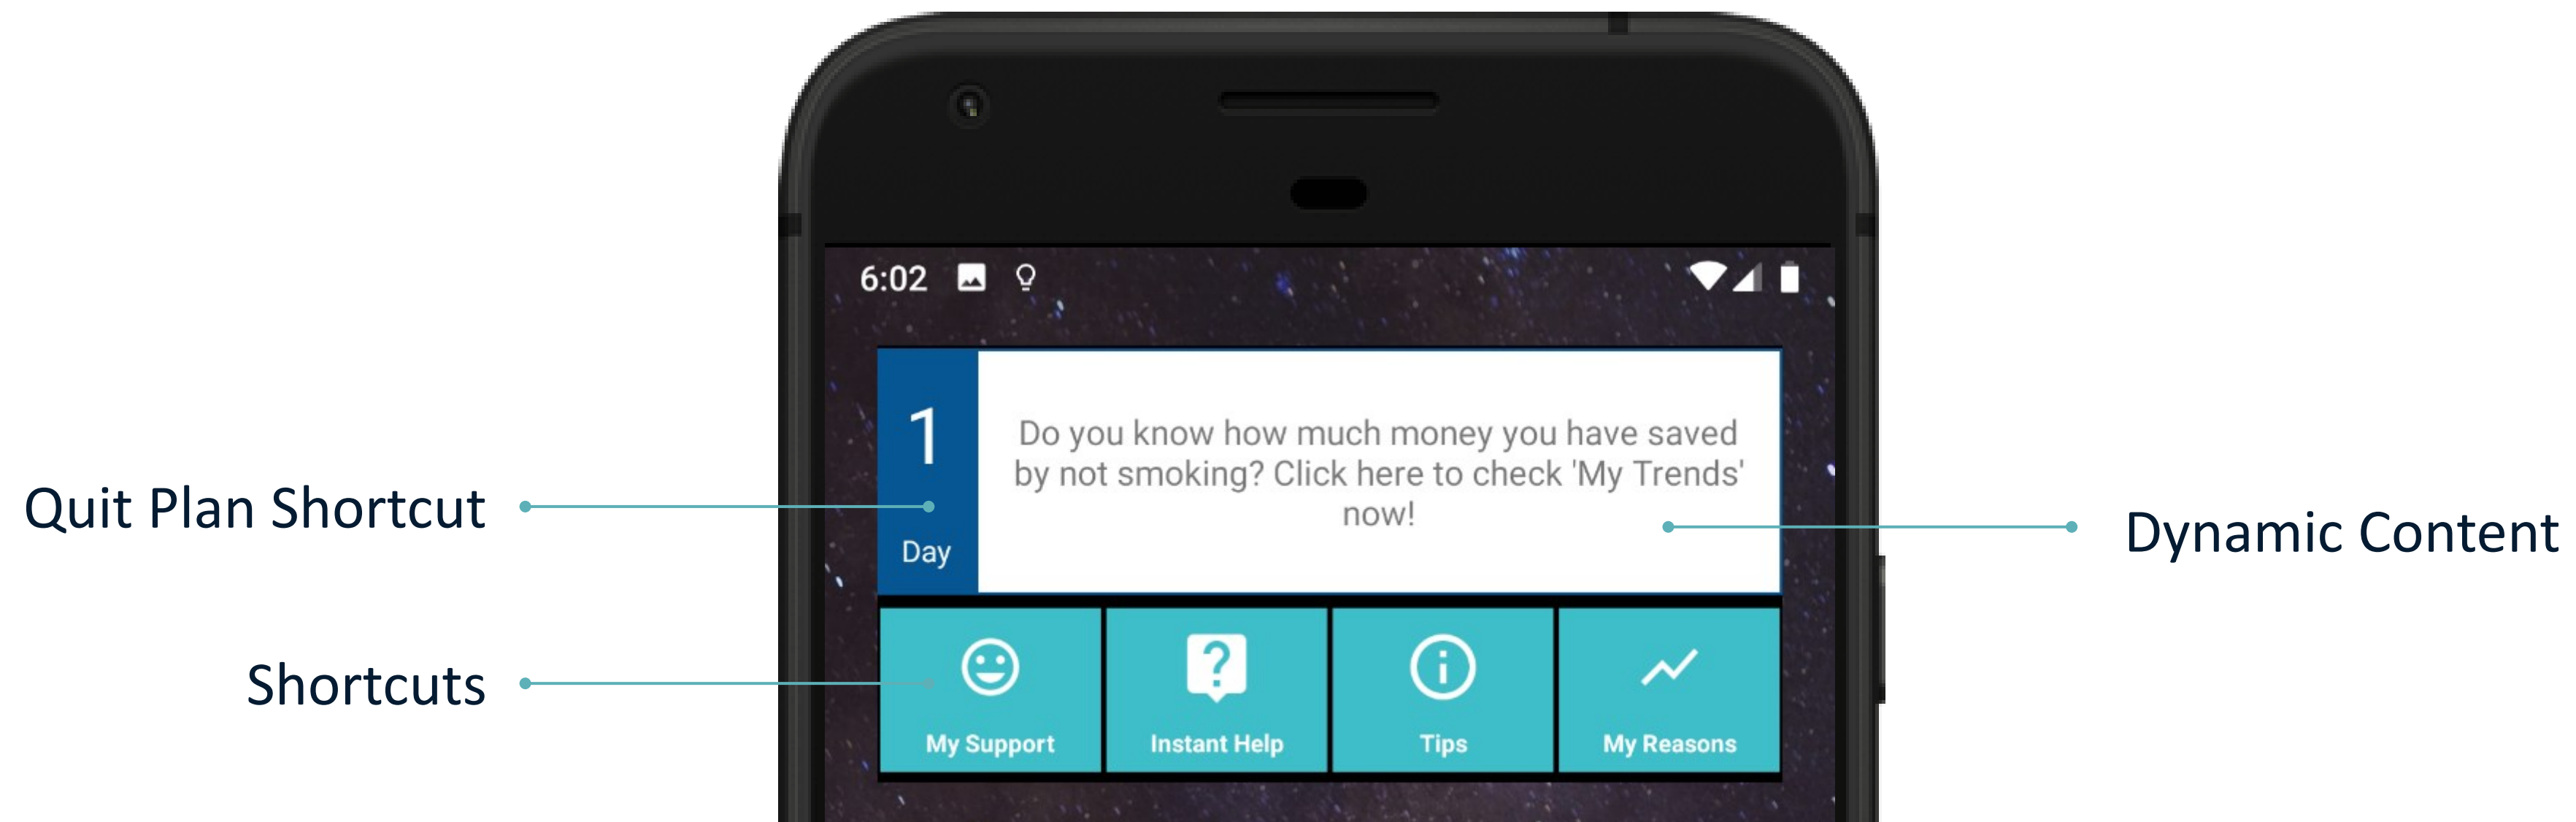 6:02
1
Day
Do you know how much money you have saved
by not smoking? Click here to check 'My Trends'
now!
Quit Plan Shortcut
Dynamic Content
Shortcuts
My Support
Instant Help
Tips
My Reasons